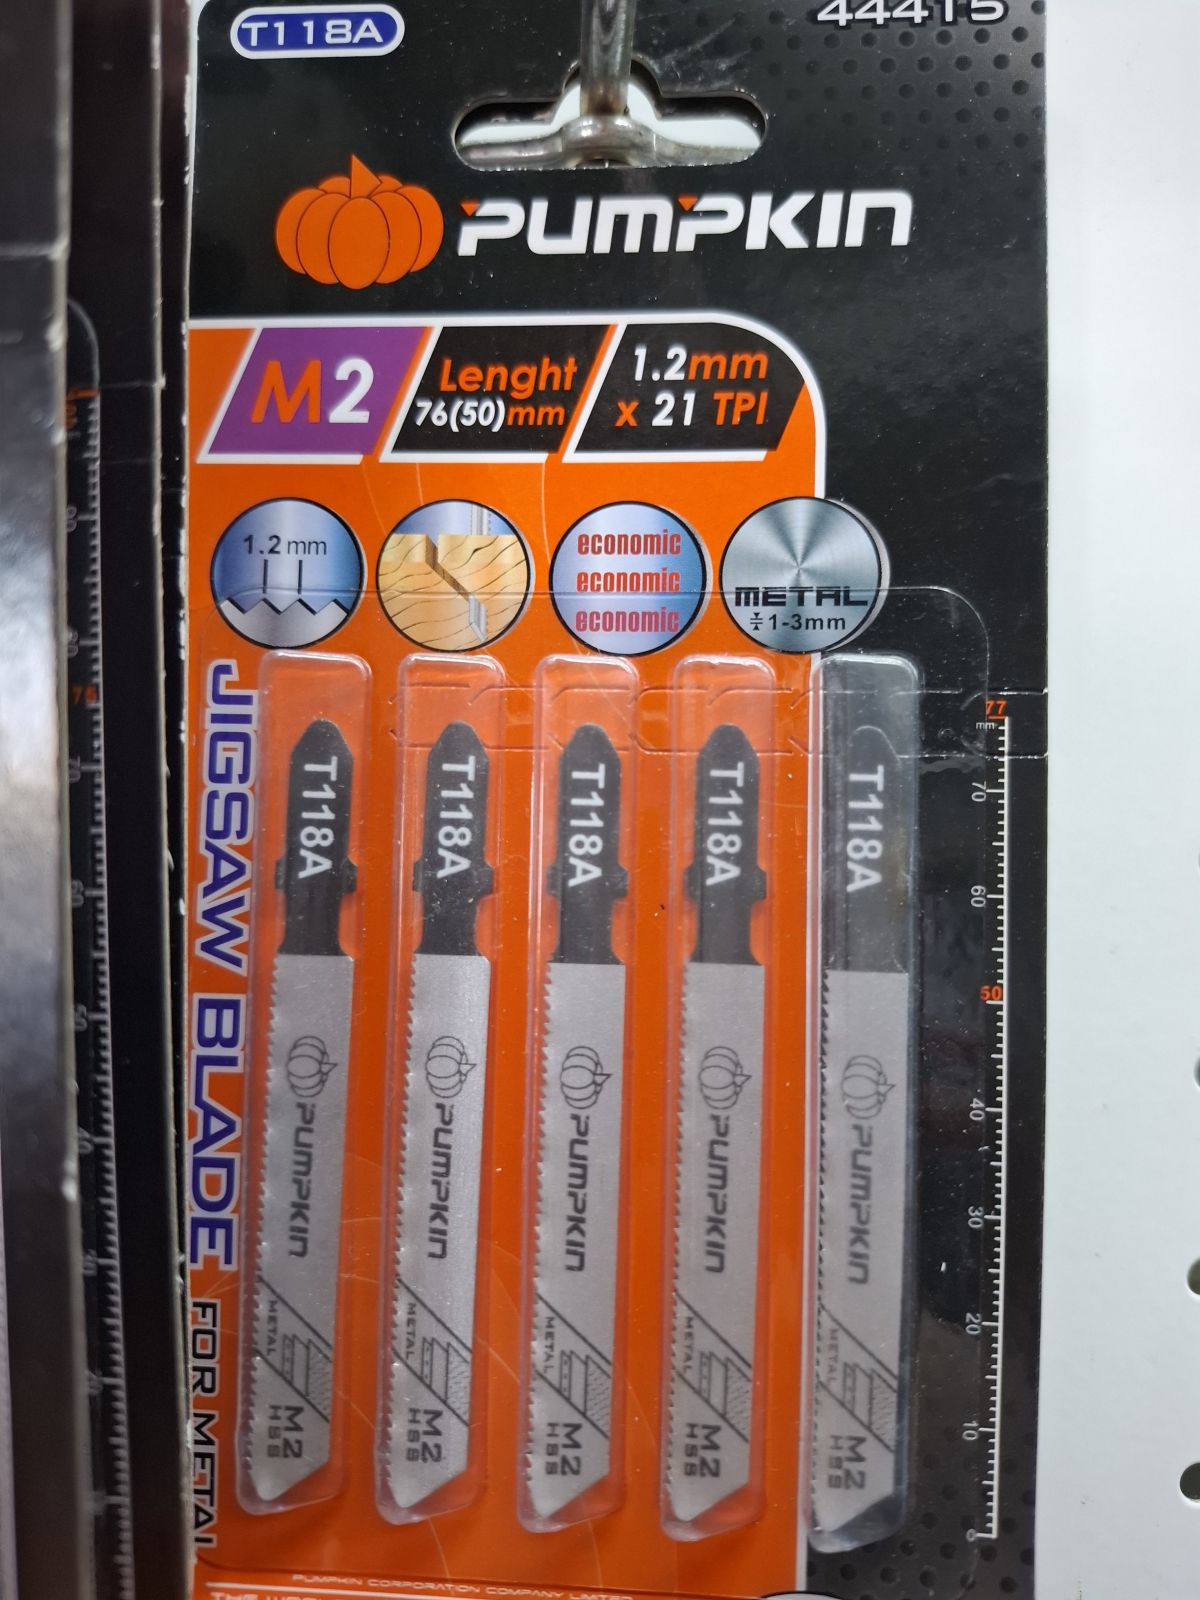 T118A
44415
PUMPKIN
M2
Lenght
76(50)mm
1.2mm
x 21 TPI
1.2mm
economic
economic
economic
METAL
1-3mm
JIGSAW BLADE FOR METAL
T118A
T118A
T118A
T118A
T118A
PUMPKIN
PUMPKIN
PUMPKIN
PUMPKIN
PUMPKIN
METAL
METAL
METAL
METAL
METAL
M2
HSS
M2
HSS
M2
HSS
M2
HSS
M2
HSS
77
mm
70
60
50
40
30
20
10
0
PUMPKIN CORPORATION COMPANY LIMITED